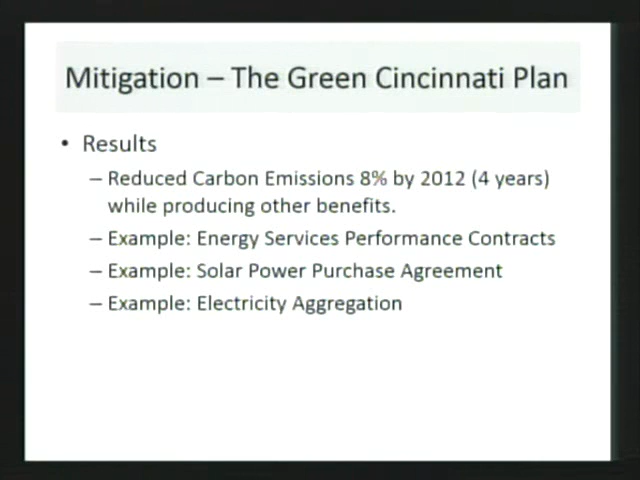 Mitigation – The Green Cincinnati Plan
• Results
– Reduced Carbon Emissions 8% by 2012 (4 years)
while producing other benefits.
– Example: Energy Services Performance Contracts
– Example: Solar Power Purchase Agreement
– Example: Electricity Aggregation